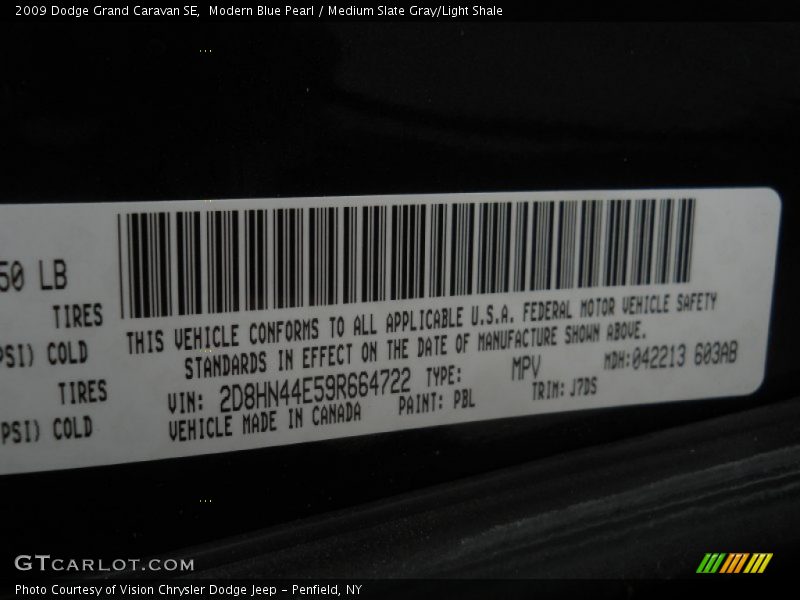 2009 Dodge Grand Caravan SE,  Modern Blue Pearl / Medium Slate Gray/Light Shale
50 LB
TIRES
PSI) COLD
TIRES
PSI) COLD
THIS VEHICLE CONFORMS TO ALL APPLICABLE U.S.A. FEDERAL MOTOR VEHICLE SAFETY
STANDARDS IN EFFECT ON THE DATE OF MANUFACTURE SHOWN ABOVE.
VIN: 2D8HN44E59R664722 TYPE: MPV MDH:042213 603AB
VEHICLE MADE IN CANADA PAINT: PBL TRIM: J7DS
GTCARLOT.COM
Photo Courtesy of Vision Chrysler Dodge Jeep - Penfield, NY